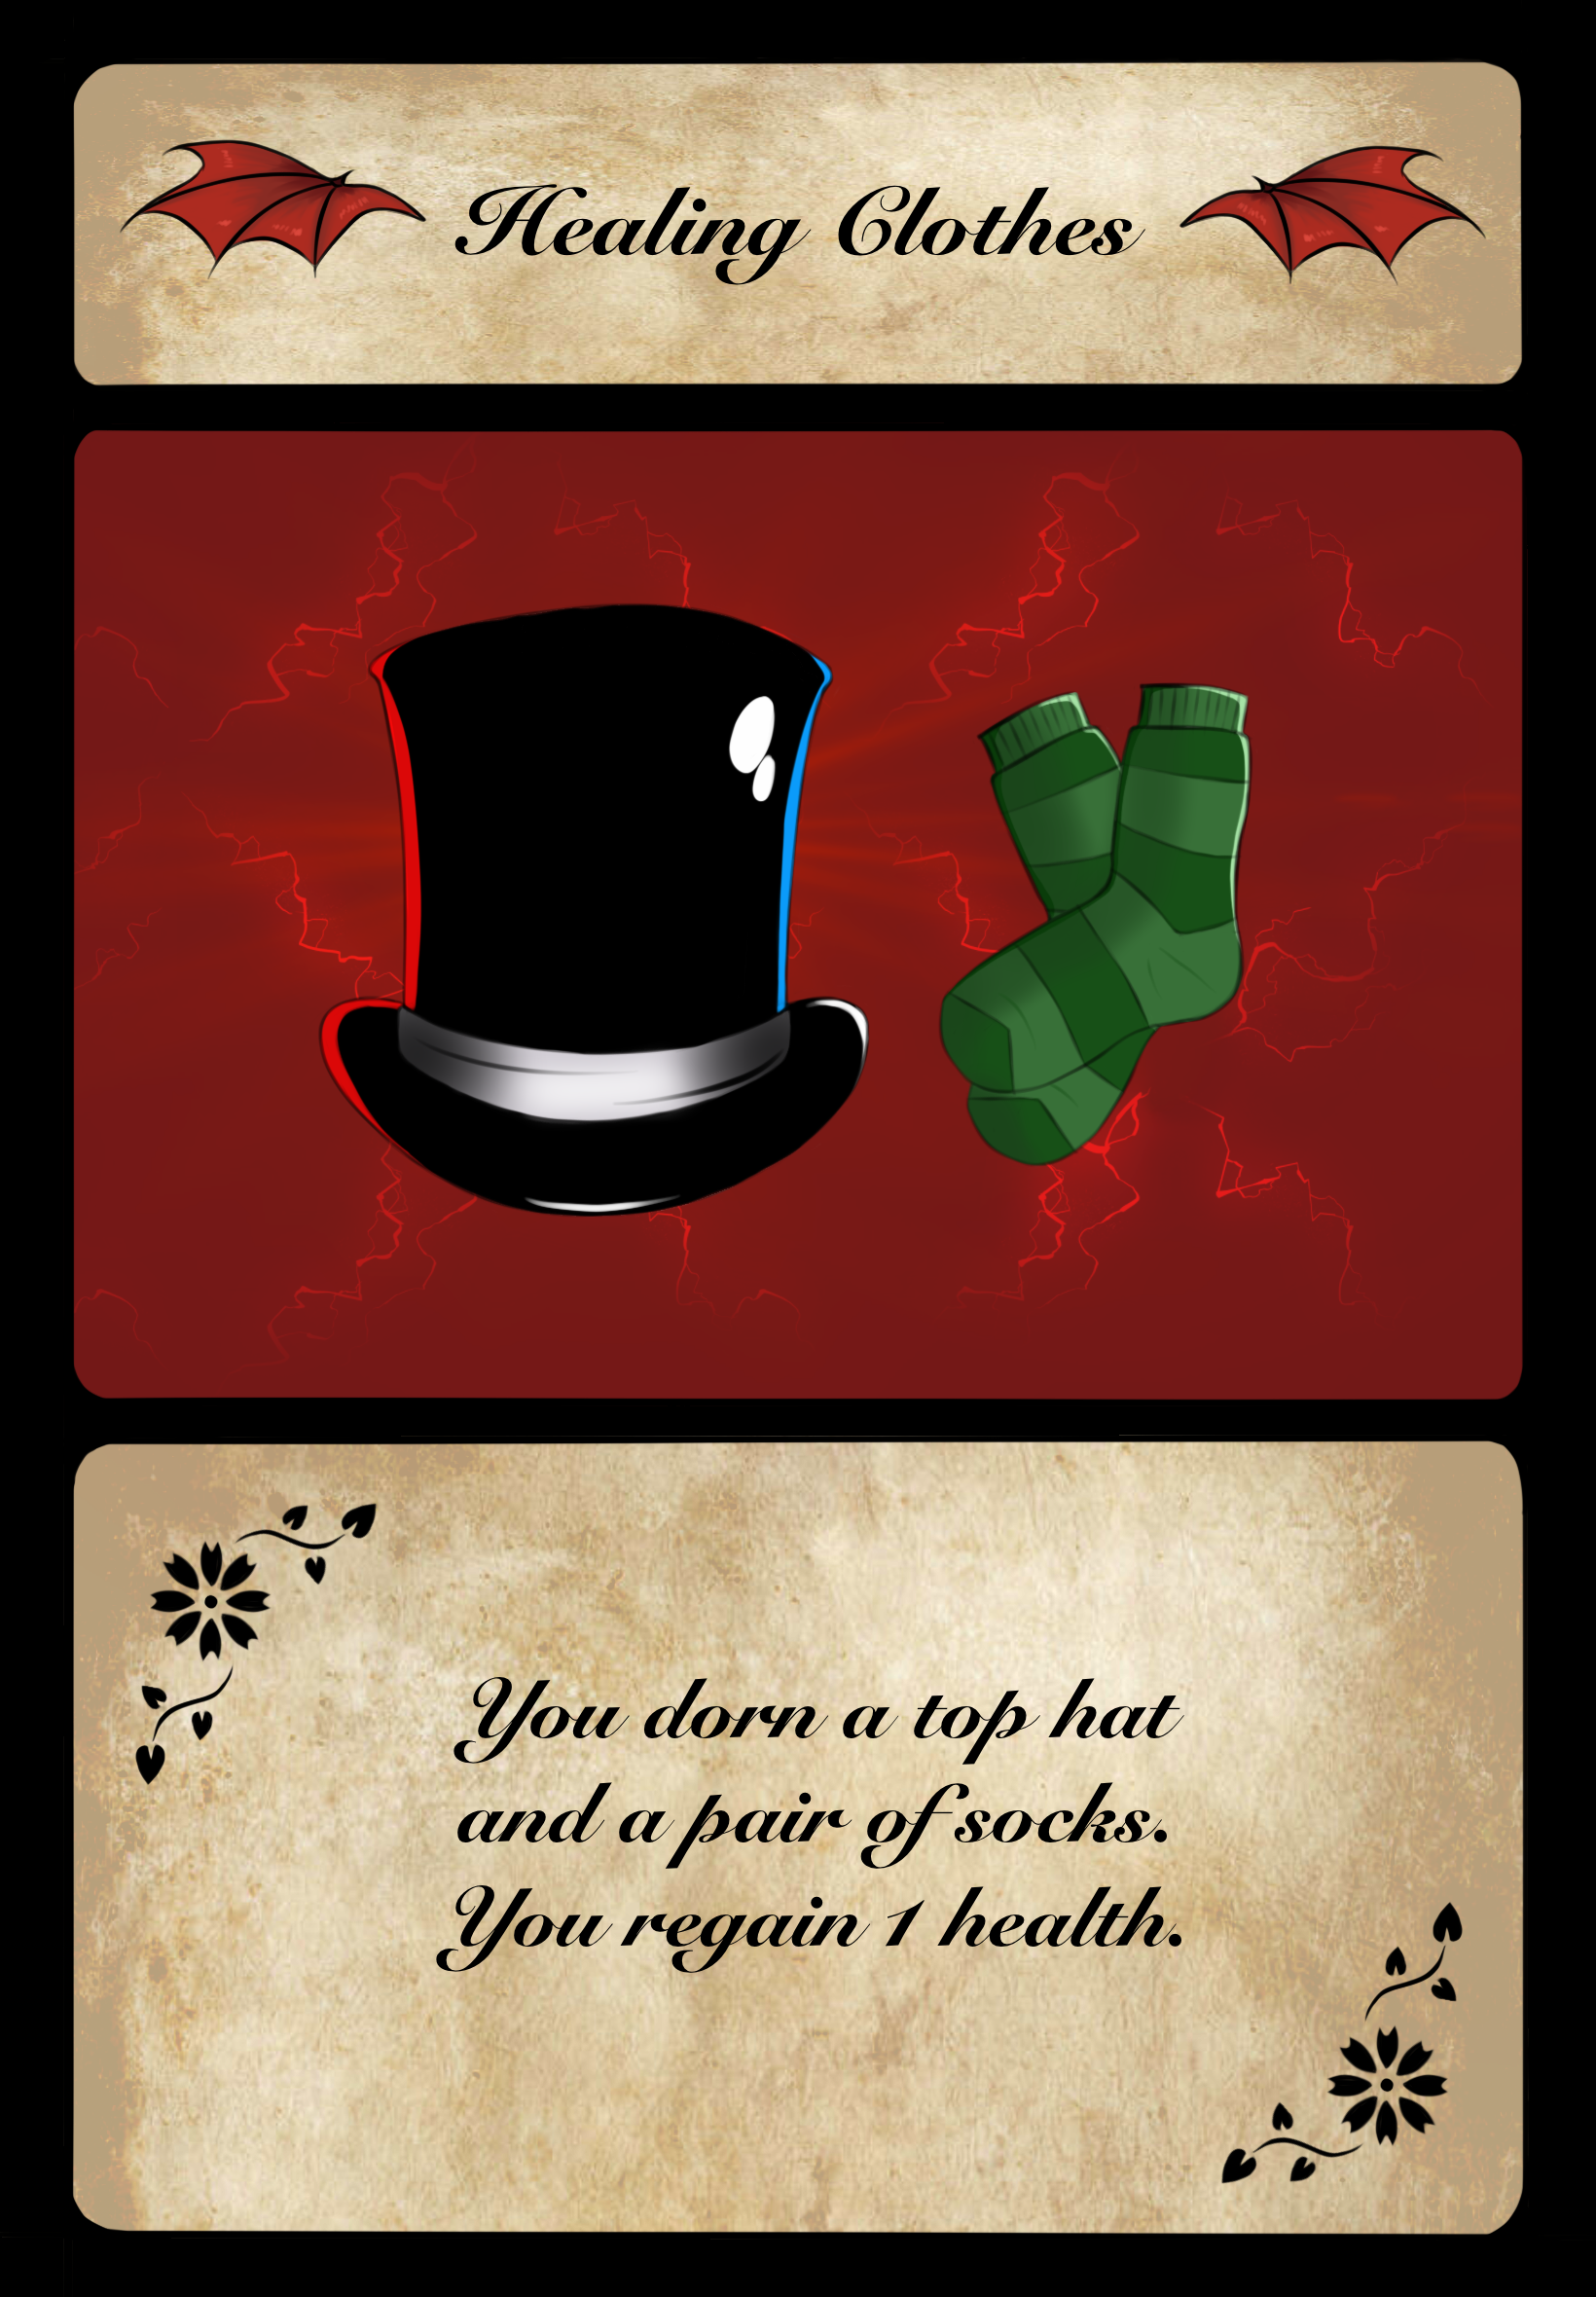 Healing Clothes
You dorn a top hat
and a pair of socks.
You regain 1 health.